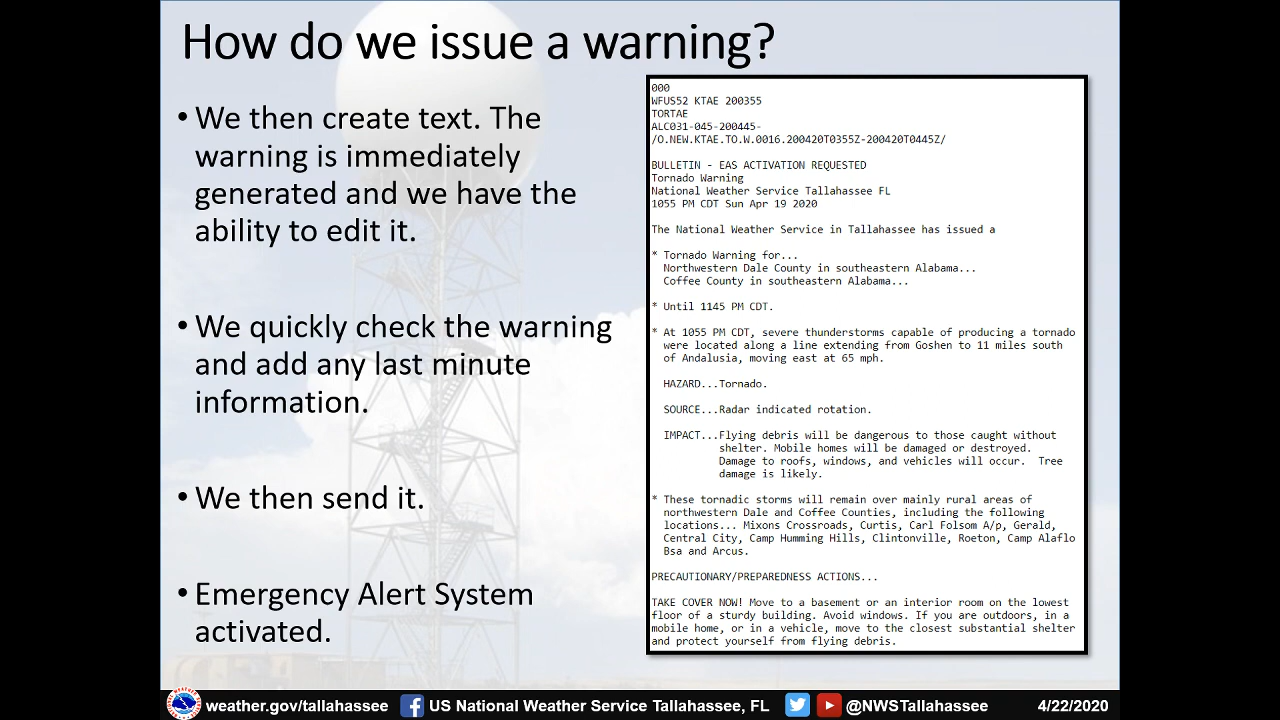 How do we issue a warning?
• We then create text. The
warning is immediately
generated and we have the
ability to edit it.
• We quickly check the warning
and add any last minute
information.
• We then send it.
• Emergency Alert System
activated.
000
WFUS52 KTAE 200355
TORTAE
ALC031-045-200445-
/O.NEW.KTAE.TO.W.0016.200420T0355Z-200420T0445Z/
BULLETIN - EAS ACTIVATION REQUESTED
Tornado Warning
National Weather Service Tallahassee FL
1055 PM CDT Sun Apr 19 2020
The National Weather Service in Tallahassee has issued a
* Tornado Warning for...
Northwestern Dale County in southeastern Alabama...
Coffee County in southeastern Alabama...
* Until 1145 PM CDT.
* At 1055 PM CDT, severe thunderstorms capable of producing a tornado
were located along a line extending from Goshen to 11 miles south
of Andalusia, moving east at 65 mph.
HAZARD...Tornado.
SOURCE...Radar indicated rotation.
IMPACT...Flying debris will be dangerous to those caught without
shelter. Mobile homes will be damaged or destroyed.
Damage to roofs, windows, and vehicles will occur. Tree
damage is likely.
* These tornadic storms will remain over mainly rural areas of
northwestern Dale and Coffee Counties, including the following
locations... Mixons Crossroads, Curtis, Carl Folsom A/p, Gerald,
Central City, Camp Humming Hills, Clintonville, Roeton, Camp Alaflo
Bsa and Arcus.
PRECAUTIONARY/PREPAREDNESS ACTIONS...
TAKE COVER NOW! Move to a basement or an interior room on the lowest
floor of a sturdy building. Avoid windows. If you are outdoors, in a
mobile home, or in a vehicle, move to the closest substantial shelter
and protect yourself from flying debris.
weather.gov/tallahassee US National Weather Service Tallahassee, FL @NWSTallahassee 4/22/2020